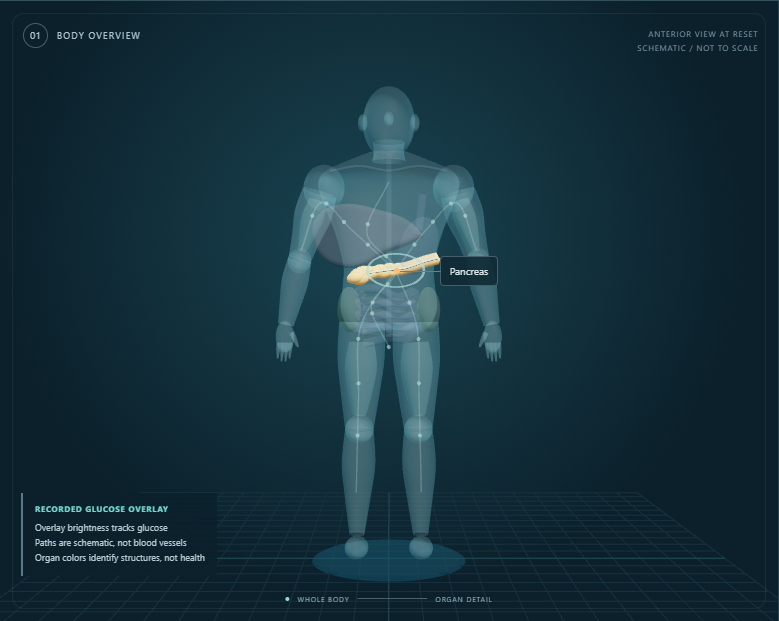 01 BODY OVERVIEW
ANTERIOR VIEW AT RESET
SCHEMATIC / NOT TO SCALE
Pancreas
RECORDED GLUCOSE OVERLAY
Overlay brightness tracks glucose
Paths are schematic, not blood vessels
Organ colors identify structures, not health
WHOLE BODY ORGAN DETAIL